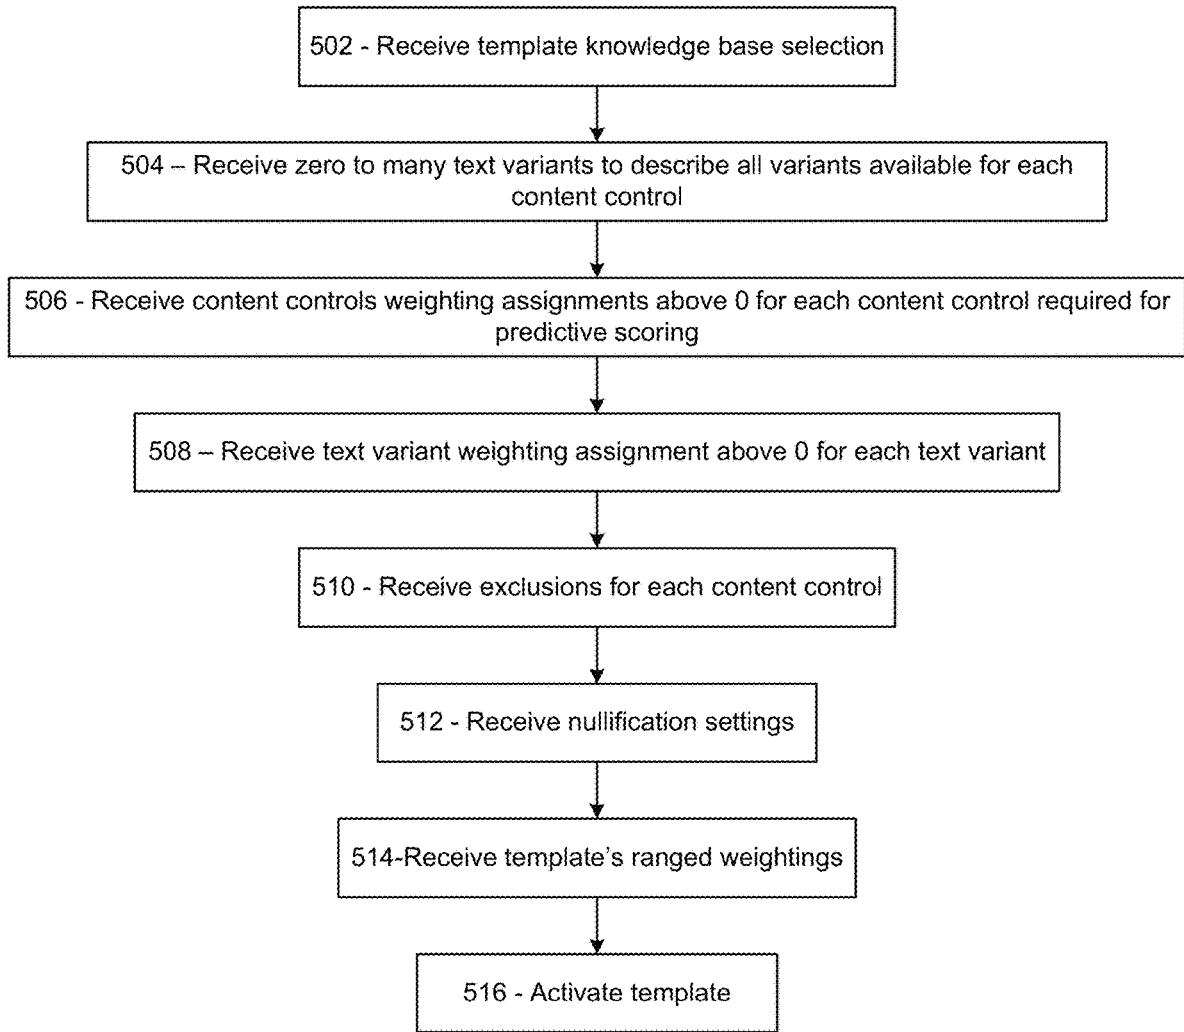 502 - Receive template knowledge base selection
504 – Receive zero to many text variants to describe all variants available for each
content control
506 - Receive content controls weighting assignments above 0 for each content control required for
predictive scoring
508 – Receive text variant weighting assignment above 0 for each text variant
510 - Receive exclusions for each content control
512 - Receive nullification settings
514-Receive template's ranged weightings
516 - Activate template